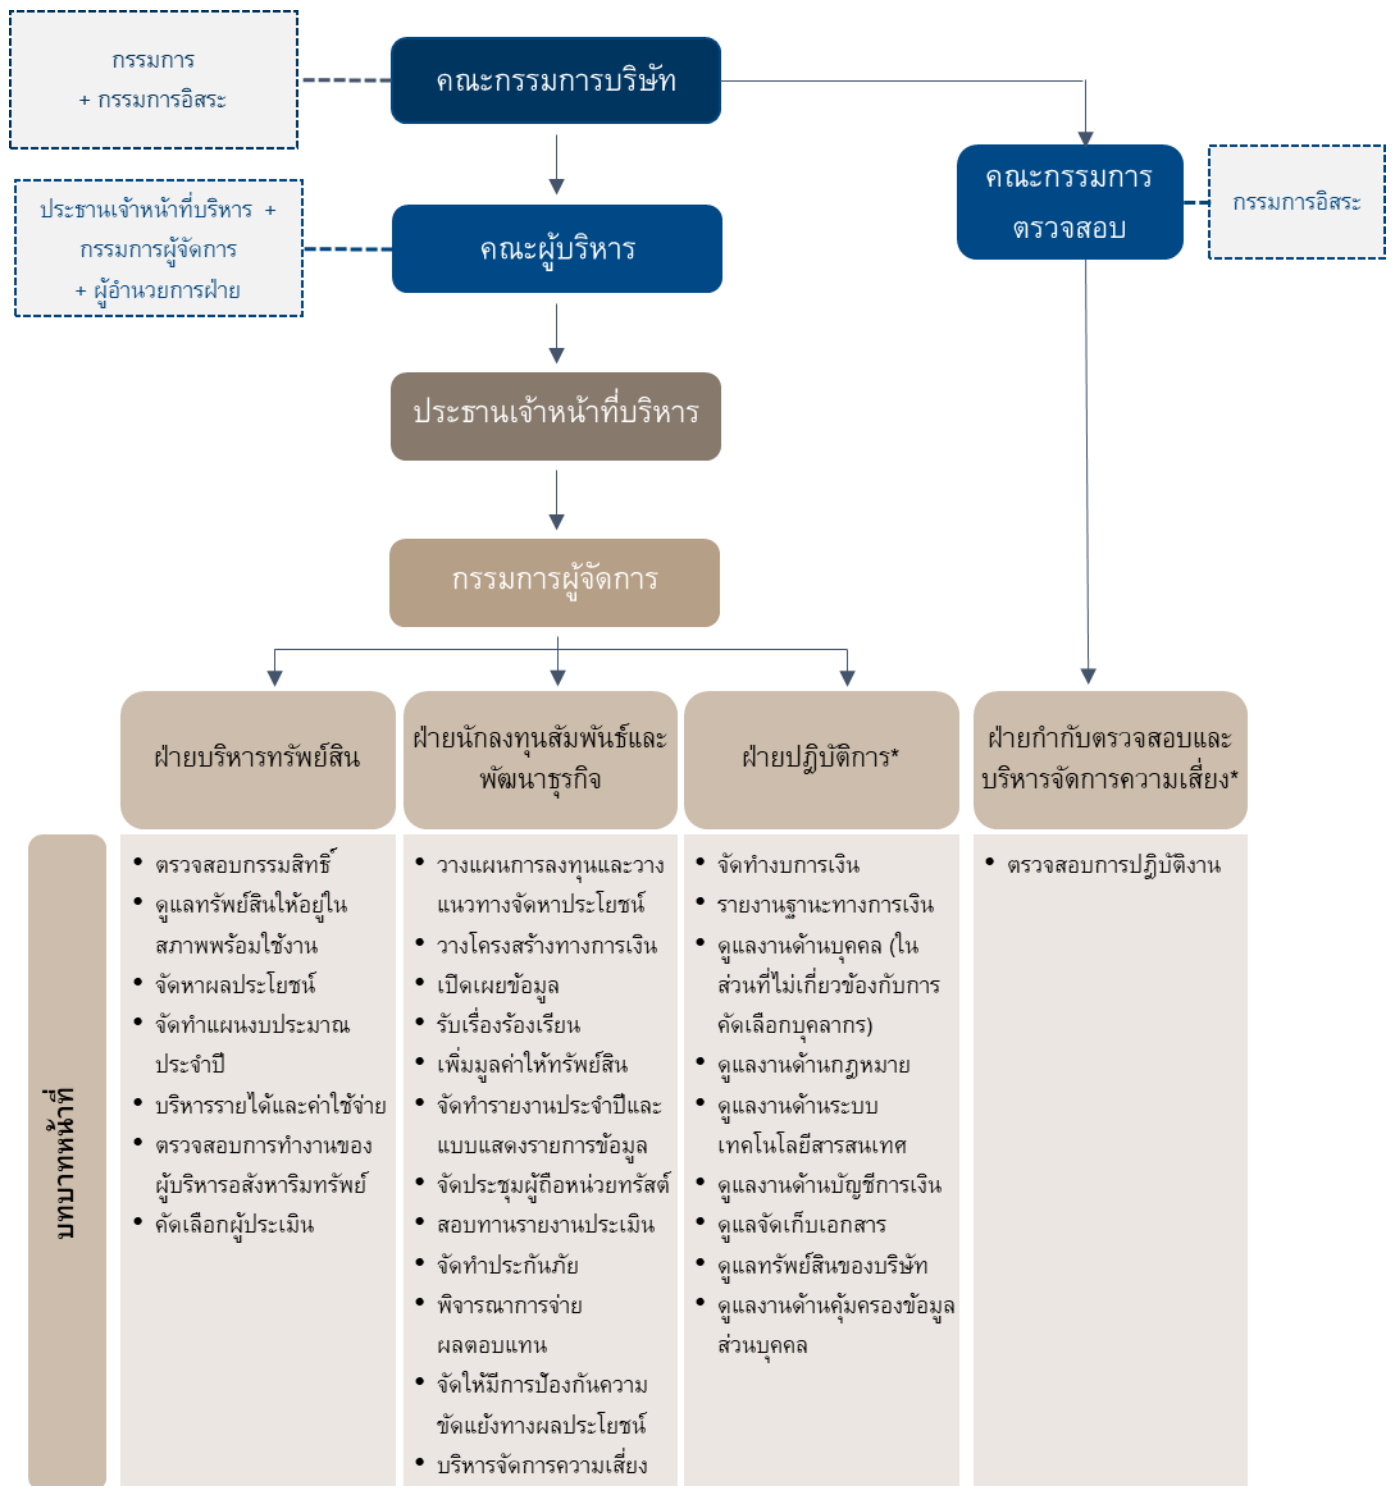 กรรมการ
+ กรรมการอิสระ
คณะกรรมการบริษัท
คณะกรรมการ
ตรวจสอบ
กรรมการอิสระ
ประธานเจ้าหน้าที่บริหาร +
กรรมการผู้จัดการ
+ ผู้อำนวยการฝ่าย
คณะผู้บริหาร
ประธานเจ้าหน้าที่บริหาร
กรรมการผู้จัดการ
ฝ่ายบริหารทรัพย์สิน
ฝ่ายนักลงทุนสัมพันธ์และ
พัฒนาธุรกิจ
ฝ่ายปฎิบัติการ*
ฝ่ายกำกับตรวจสอบและ
บริหารจัดการความเสี่ยง*
บทบาทหน้าที่
• ตรวจสอบกรรมสิทธิ์
• ดูแลทรัพย์สินให้อยู่ใน
สภาพพร้อมใช้งาน
• จัดหาผลประโยชน์
• จัดทำแผนงบประมาณ
ประจำปี
• บริหารรายได้และค่าใช้จ่าย
• ตรวจสอบการทำงานของ
ผู้บริหารอสังหาริมทรัพย์
• คัดเลือกผู้ประเมิน
• วางแผนการลงทุนและวาง
แนวทางจัดหาประโยชน์
• วางโครงสร้างทางการเงิน
• เปิดเผยข้อมูล
• รับเรื่องร้องเรียน
• เพิ่มมูลค่าให้ทรัพย์สิน
• จัดทำรายงานประจำปีและ
แบบแสดงรายการข้อมูล
• จัดประชุมผู้ถือหน่วยทรัสต์
• สอบทานรายงานประเมิน
• จัดทำประกันภัย
• พิจารณาการจ่าย
ผลตอบแทน
• จัดให้มีการป้องกันความ
ขัดแย้งทางผลประโยชน์
• บริหารจัดการความเสี่ยง
• จัดทำงบการเงิน
• รายงานฐานะทางการเงิน
• ดูแลงานด้านบุคคล (ใน
ส่วนที่ไม่เกี่ยวข้องกับการ
คัดเลือกบุคลากร)
• ดูแลงานด้านกฎหมาย
• ดูแลงานด้านระบบ
เทคโนโลยีสารสนเทศ
• ดูแลงานด้านบัญชีการเงิน
• ดูแลจัดเก็บเอกสาร
• ดูแลทรัพย์สินของบริษัท
• ดูแลงานด้านคุ้มครองข้อมูล
ส่วนบุคคล
• ตรวจสอบการปฎิบัติงาน